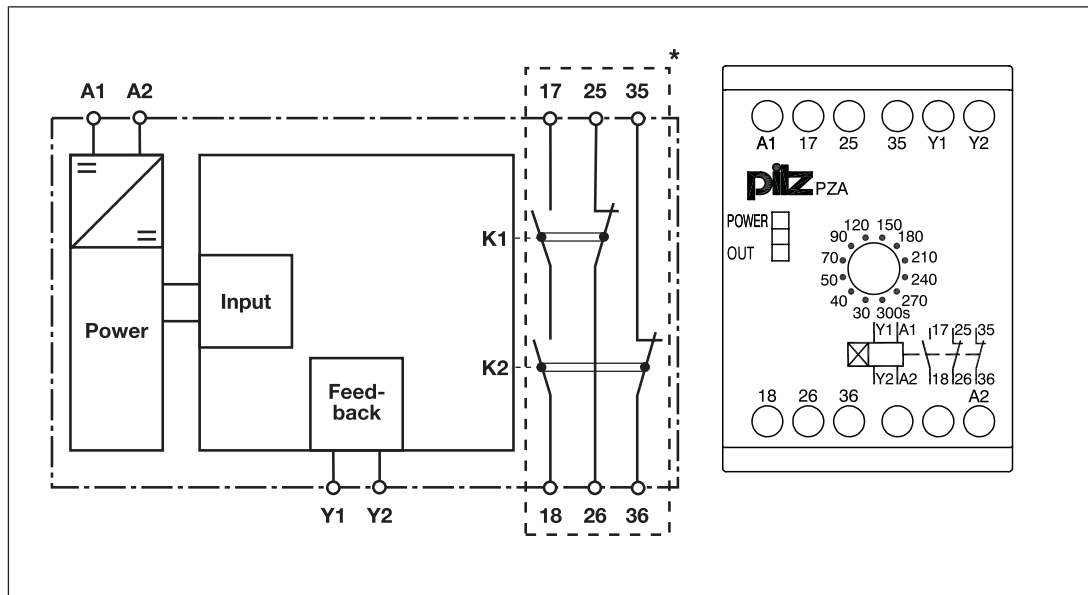 *
A1 A2 17 25 35
K1
Input
Power
K2
Feed-
back
Y1 Y2 18 26 36
A1 17 25 35 Y1 Y2
pilz PZA
POWER
OUT
120 150
90 180
70 210
50 240
40 270
30 300s
Y1 A1 17 25 35
Y2 A2 18 26 36
18 26 36 A2